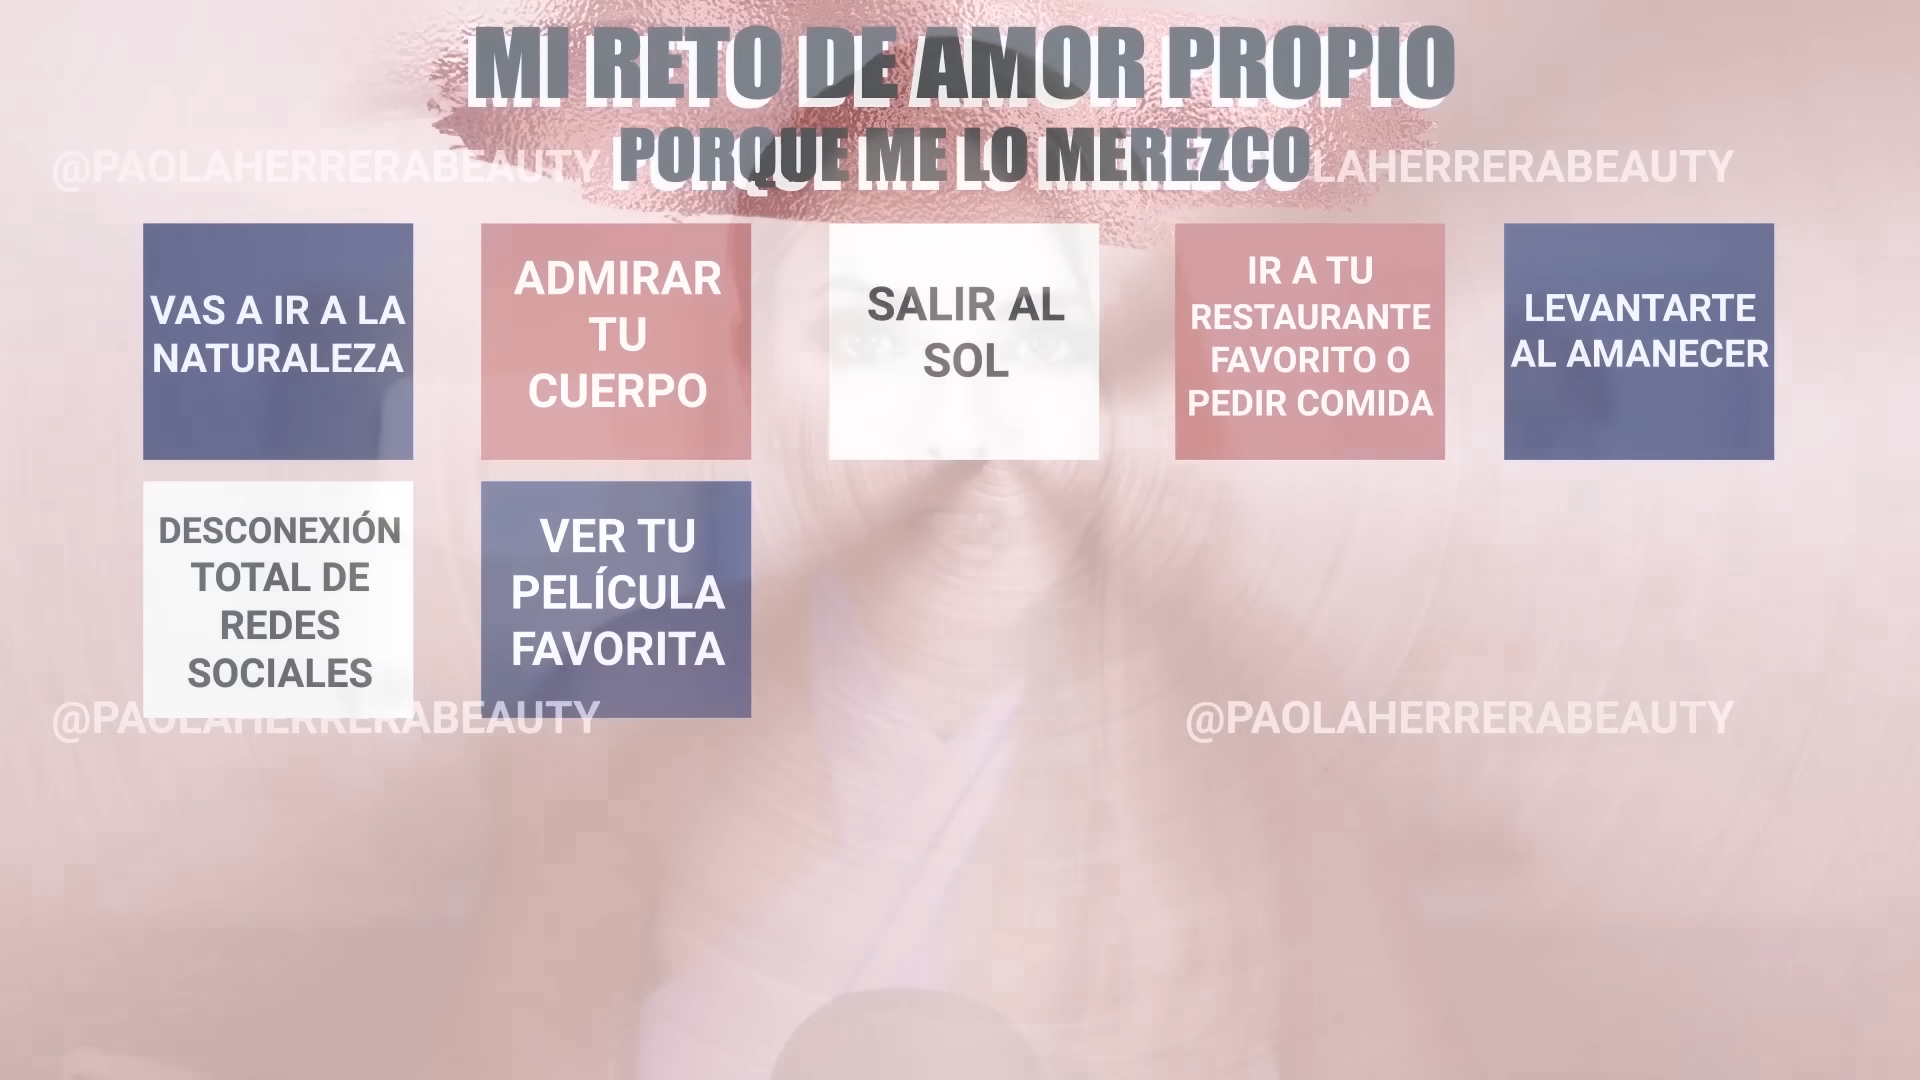 MI RETO DE AMOR PROPIO
PORQUE ME LO MEREZCO
@PAOLAHERRERABEAUTY
LAHERRERABEAUTY
VAS A IR A LA
NATURALEZA
ADMIRAR
TU
CUERPO
SALIR AL
SOL
IR A TU
RESTAURANTE
FAVORITO O
PEDIR COMIDA
LEVANTARTE
AL AMANECER
DESCONEXIÓN
TOTAL DE
REDES
SOCIALES
VER TU
PELÍCULA
FAVORITA
@PAOLAHERRERABEAUTY
@PAOLAHERRERABEAUTY